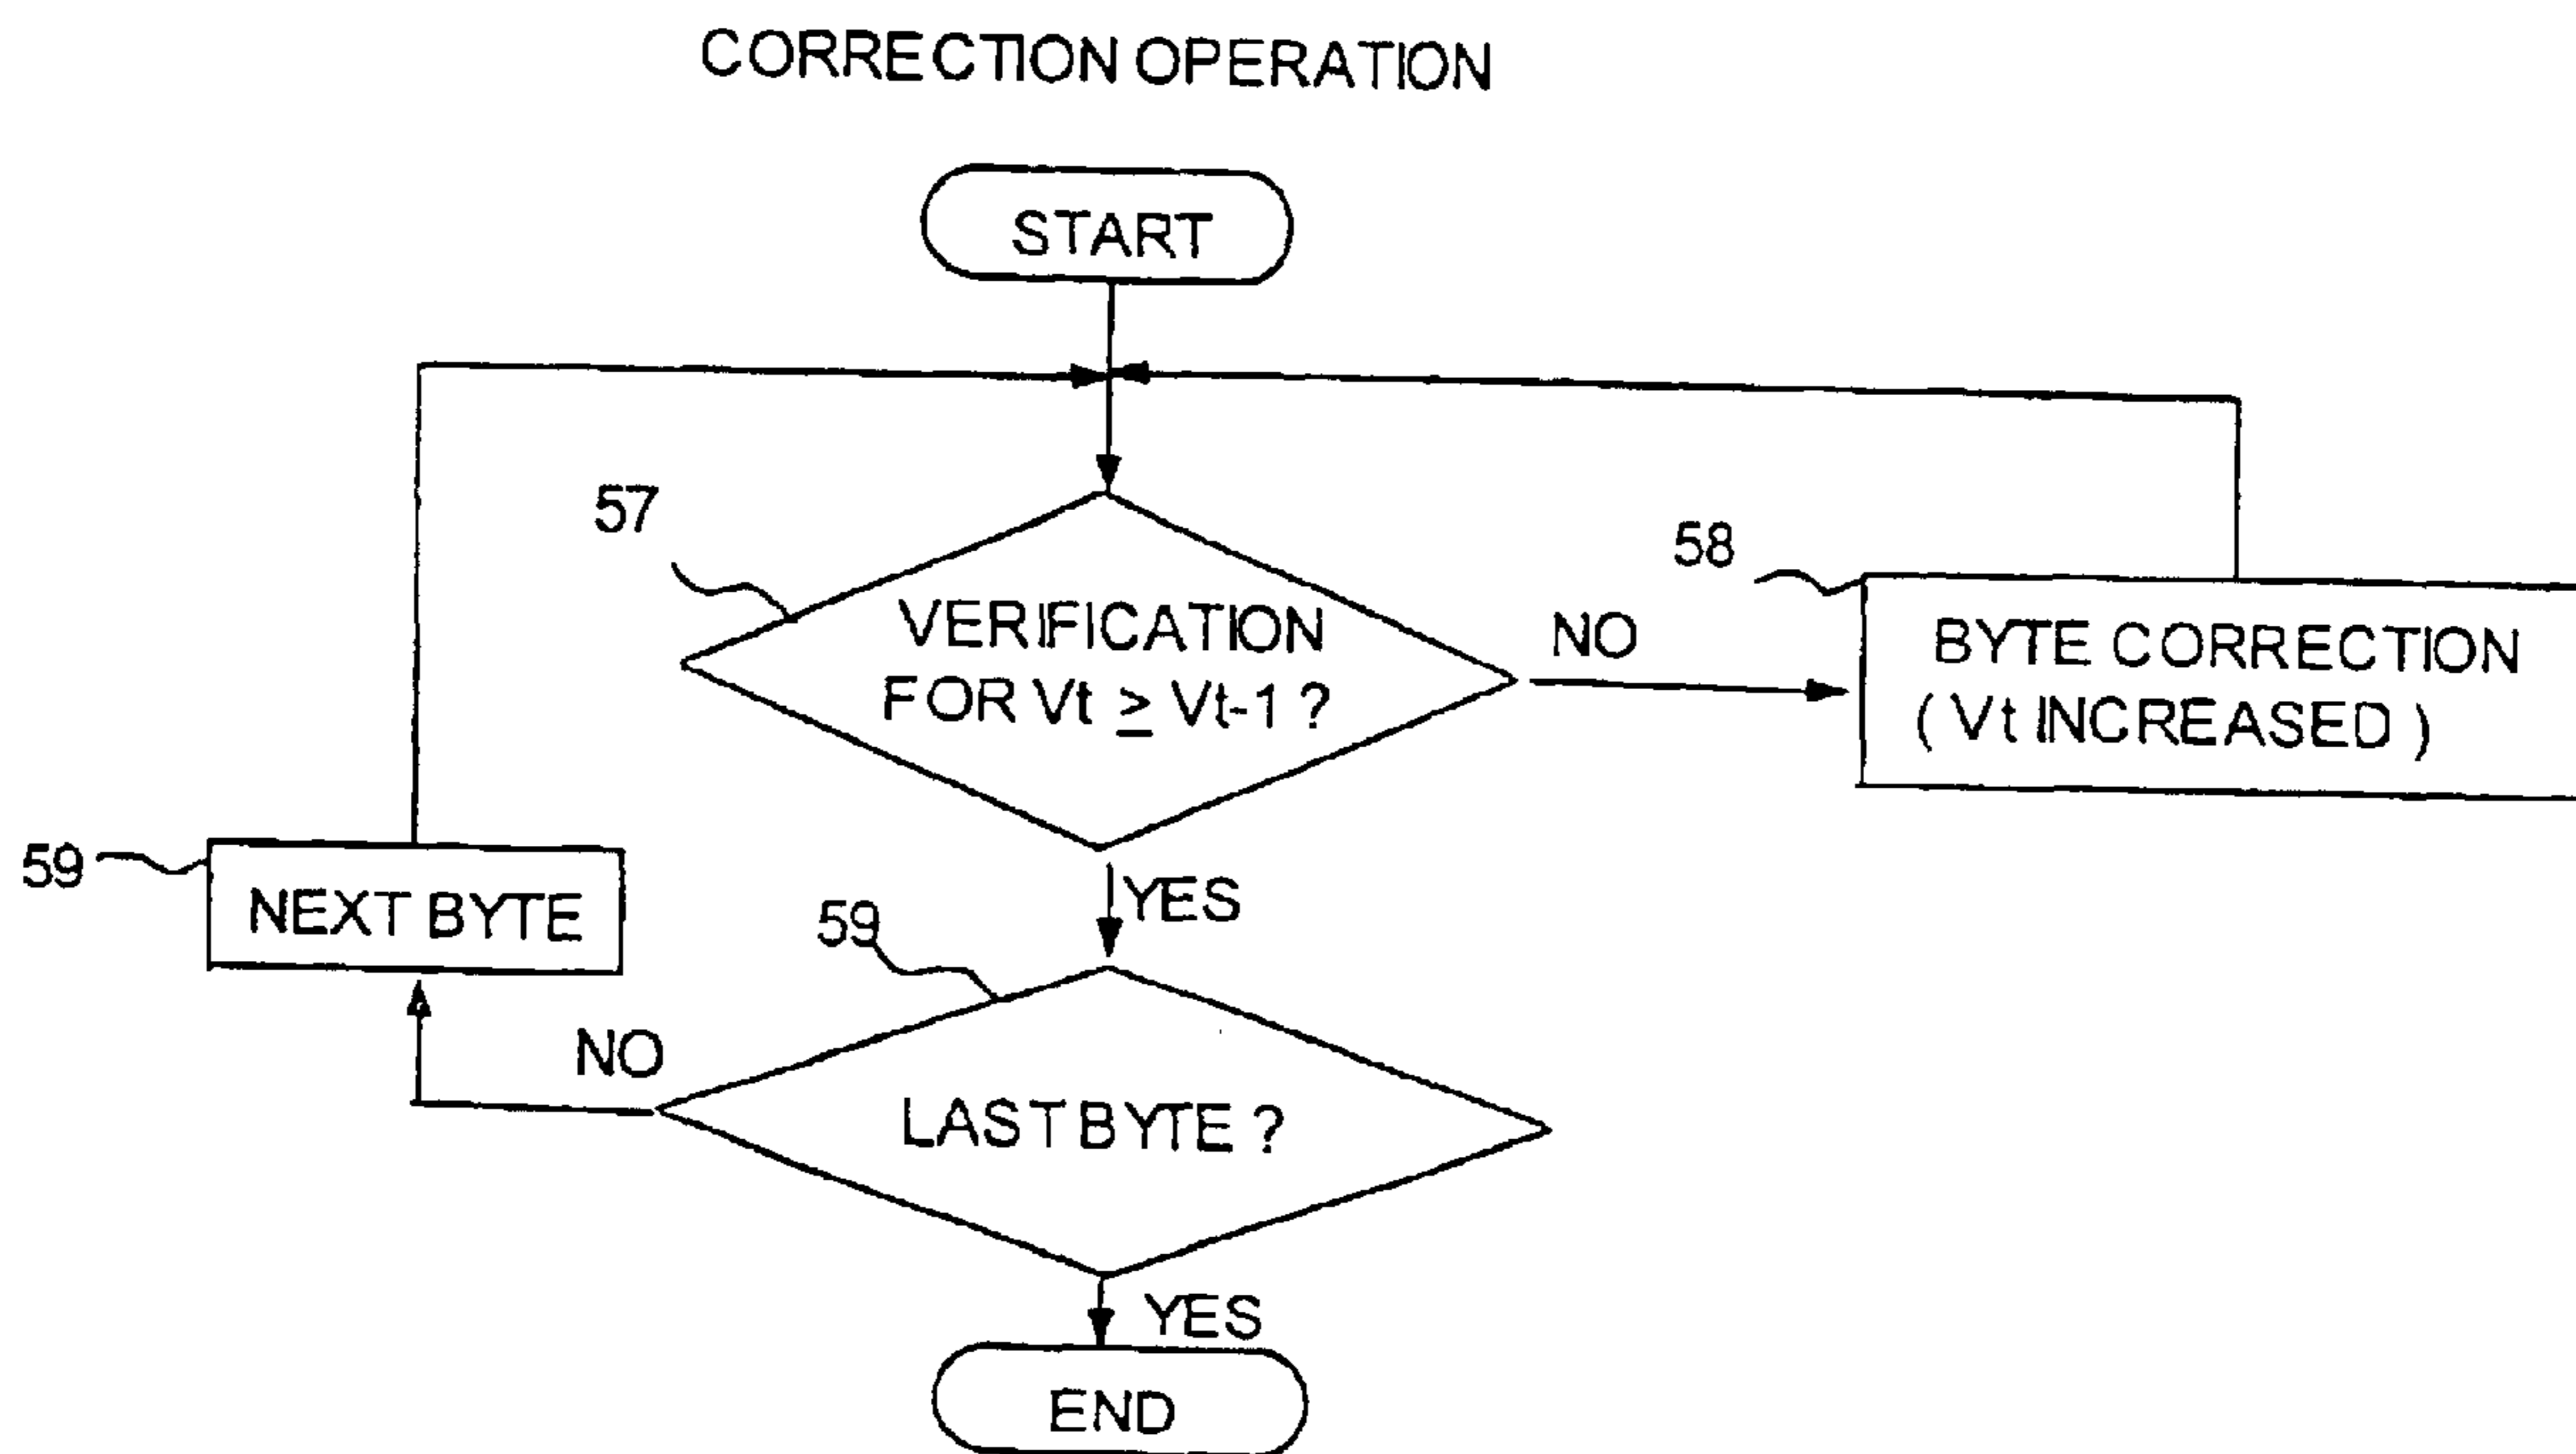 CORRECTION OPERATION
START
57
VERIFICATION
FOR Vt ≥ Vt-1 ?
NO
58
BYTE CORRECTION
( Vt INCREASED )
YES
59
NEXT BYTE
59
NO
LAST BYTE ?
YES
END